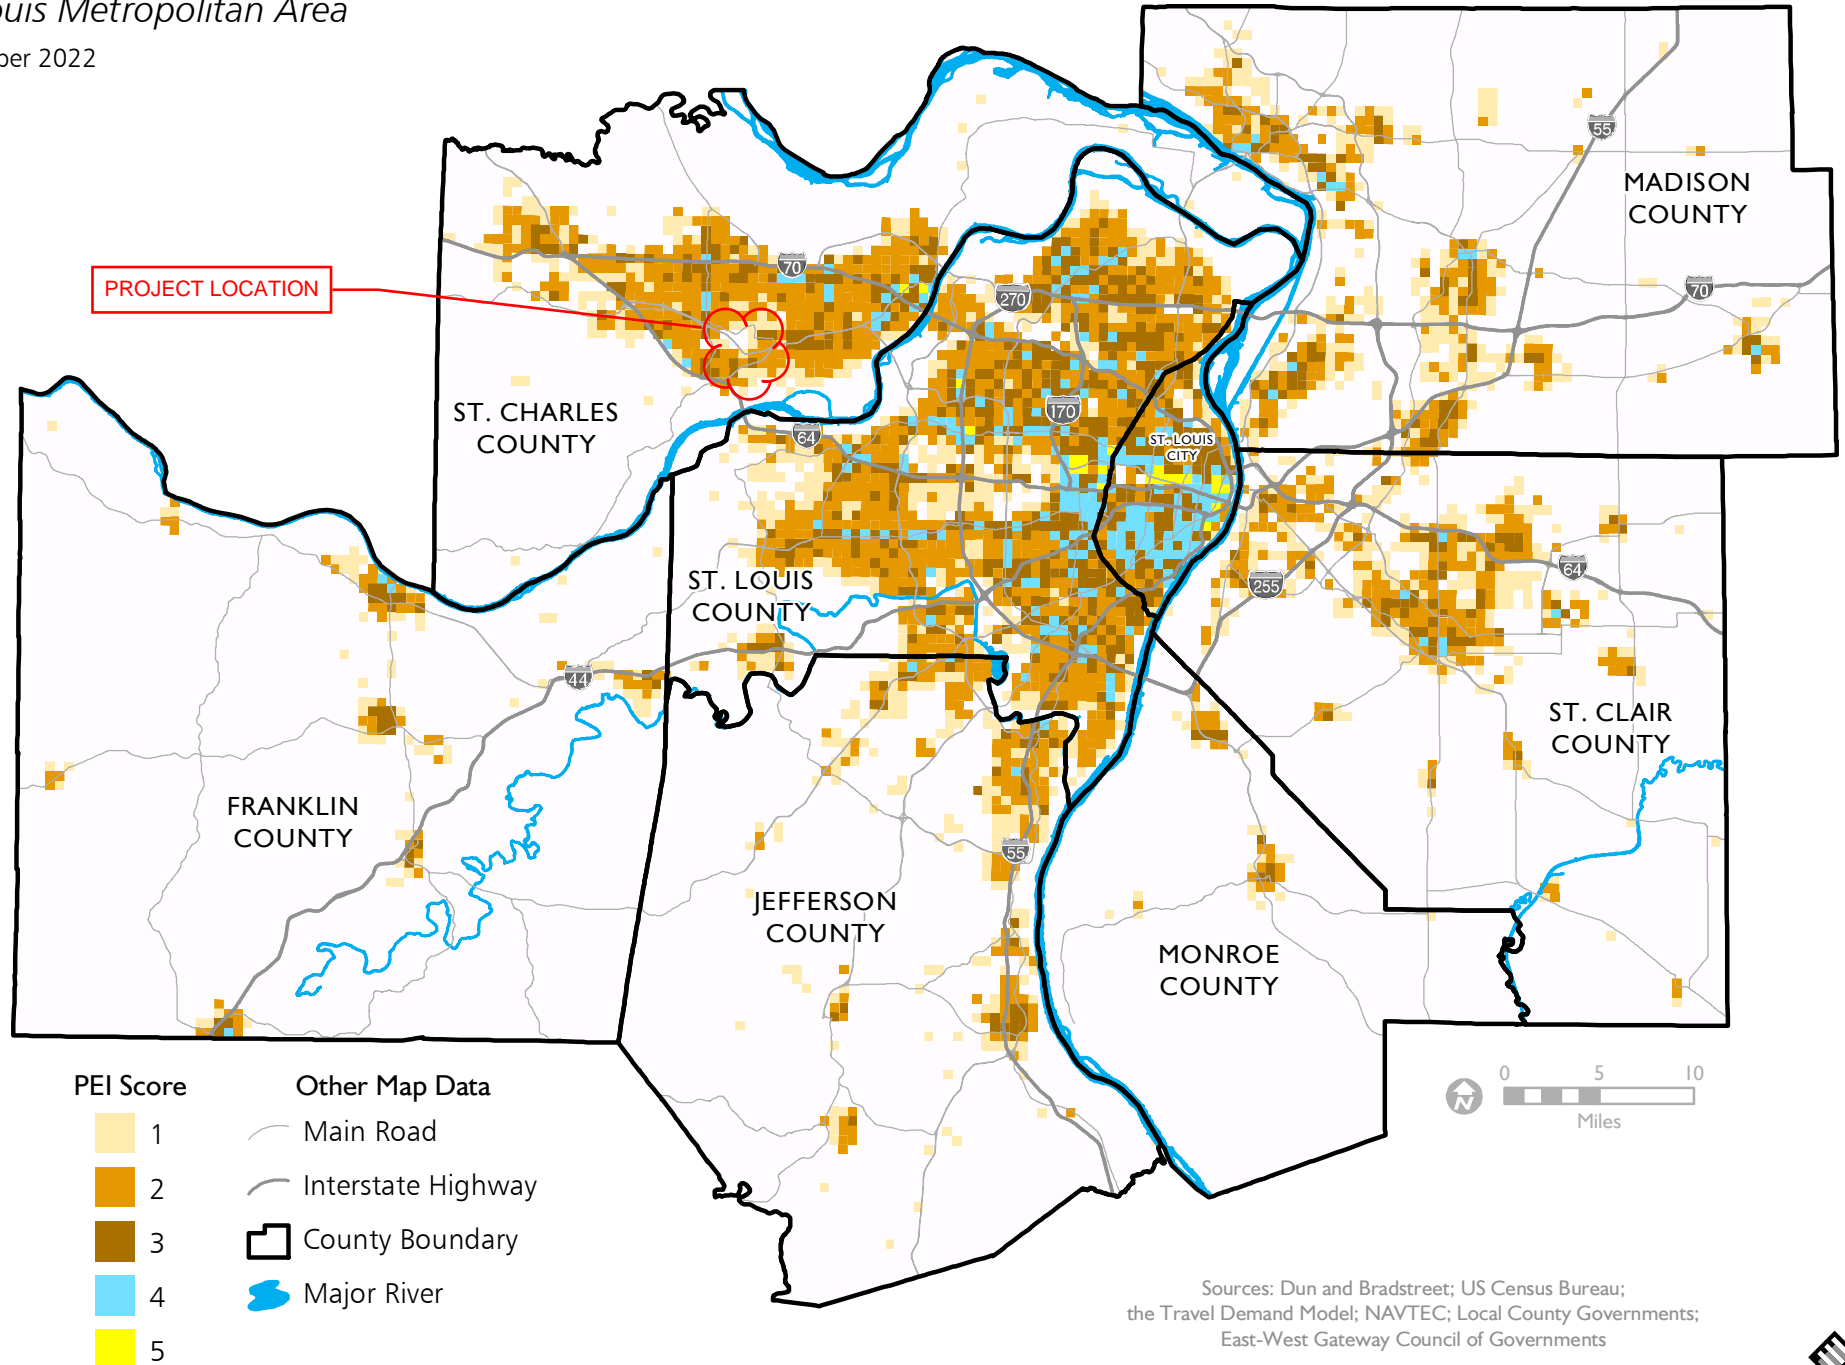 Metropolitan Area
2022
PROJECT LOCATION
70
270
55
MADISON
COUNTY
70
ST. CHARLES
COUNTY
64
170
ST. LOUIS
CITY
ST. LOUIS
COUNTY
255
64
44
ST. CLAIR
COUNTY
FRANKLIN
COUNTY
55
JEFFERSON
COUNTY
MONROE
COUNTY
PEI Score
1
2
3
4
5
Other Map Data
Main Road
Interstate Highway
County Boundary
Major River
N
0 5 10
Miles
Sources: Dun and Bradstreet; US Census Bureau;
the Travel Demand Model; NAVTEC; Local County Governments;
East-West Gateway Council of Governments